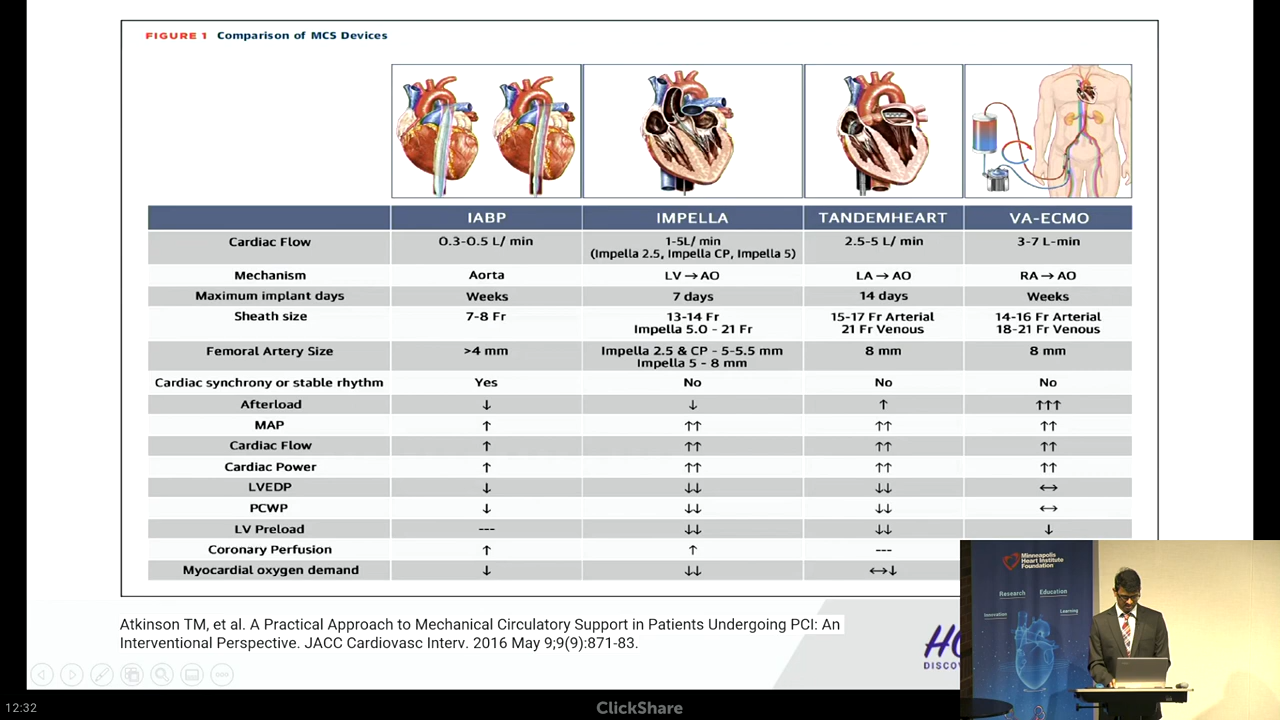 FIGURE 1 Comparison of MCS Devices
IABP IMPELLA TANDEMHEART VA-ECMO
Cardiac Flow 0.3-0.5 L/ min 1-5L/ min (Impella 2.5, Impella CP, Impella 5) 2.5-5 L/ min 3-7 L-min
Mechanism Aorta LV → AO LA → AO RA → AO
Maximum implant days Weeks 7 days 14 days Weeks
Sheath size 7-8 Fr 13-14 Fr Impella 5.0 - 21 Fr 15-17 Fr Arterial 21 Fr Venous 14-16 Fr Arterial 18-21 Fr Venous
Femoral Artery Size >4 mm Impella 2.5 & CP - 5-5.5 mm Impella 5 - 8 mm 8 mm 8 mm
Cardiac synchrony or stable rhythm Yes No No No
Afterload ↓ ↓ ↑ ↑↑↑
MAP ↑ ↑↑ ↑↑ ↑↑
Cardiac Flow ↑ ↑↑ ↑↑ ↑↑
Cardiac Power ↑ ↑↑ ↑↑ ↑↑
LVEDP ↓ ↓↓ ↓↓ ↔
PCWP ↓ ↓↓ ↓↓ ↔
LV Preload --- ↓↓ ↓↓ ↓
Coronary Perfusion ↑ ↑ ---
Myocardial oxygen demand ↓ ↓↓ ↔↓
Atkinson TM, et al. A Practical Approach to Mechanical Circulatory Support in Patients Undergoing PCI: An
Interventional Perspective. JACC Cardiovasc Interv. 2016 May 9;9(9):871-83.
Minneapolis
Heart Institute
Foundation
Research Education
Innovation Learning
12:32
ClickShare